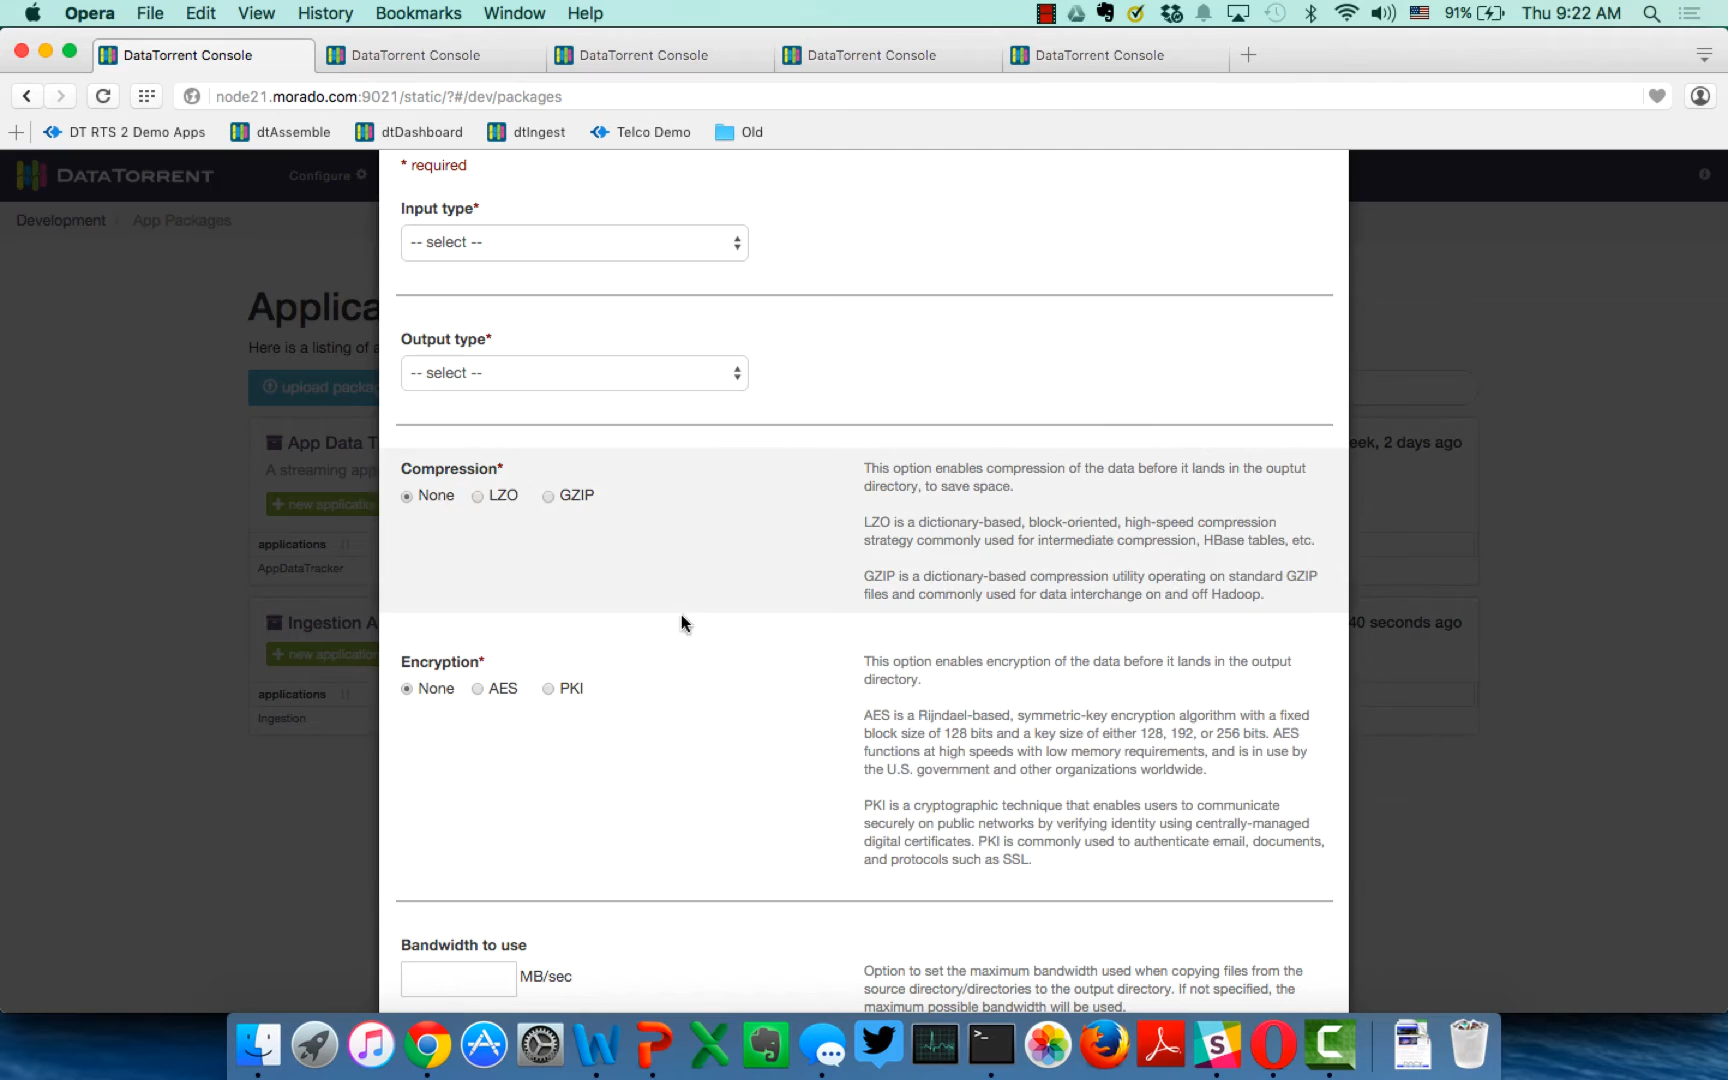 Opera File Edit View History Bookmarks Window Help 91% Thu 9:22 AM
DataTorrent Console DataTorrent Console DataTorrent Console DataTorrent Console DataTorrent Console
node21.morado.com:9021/static/?#/dev/packages
DT RTS 2 Demo Apps dtAssemble dtDashboard dtIngest Telco Demo Old
DATATORRENT Configure
Development App Packages
* required
Input type*
-- select --
Applica
Output type*
Here is a listing of a
-- select --
upload packag
App Data T
eek, 2 days ago
A streaming app
+ new applicatio
applications
AppDataTracker
Compression*
None LZO GZIP
This option enables compression of the data before it lands in the ouptut
directory, to save space.
LZO is a dictionary-based, block-oriented, high-speed compression
strategy commonly used for intermediate compression, HBase tables, etc.
GZIP is a dictionary-based compression utility operating on standard GZIP
files and commonly used for data interchange on and off Hadoop.
Ingestion A
40 seconds ago
+ new application
applications
Ingestion
Encryption*
None AES PKI
This option enables encryption of the data before it lands in the output
directory.
AES is a Rijndael-based, symmetric-key encryption algorithm with a fixed
block size of 128 bits and a key size of either 128, 192, or 256 bits. AES
functions at high speeds with low memory requirements, and is in use by
the U.S. government and other organizations worldwide.
PKI is a cryptographic technique that enables users to communicate
securely on public networks by verifying identity using centrally-managed
digital certificates. PKI is commonly used to authenticate email, documents,
and protocols such as SSL.
Bandwidth to use
MB/sec
Option to set the maximum bandwidth used when copying files from the
source directory/directories to the output directory. If not specified, the
maximum possible bandwidth will be used.